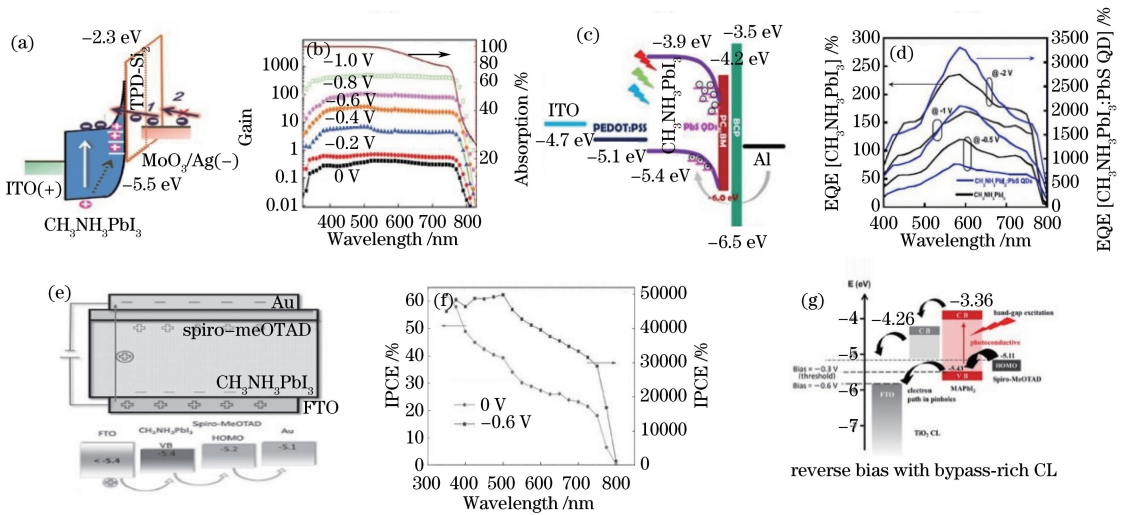 (a)
−2.3 eV
TPD-Si2
1
2
MoO3/Ag(−)
ITO(+)
−5.5 eV
CH3NH3PbI3
(b)
1000
100
10
1
0.1
0.01
Gain
−1.0 V
−0.8 V
−0.6 V
−0.4 V
−0.2 V
0 V
100
80
60
40
20
Absorption /%
400 500 600 700 800
Wavelength /nm
(c)
−3.5 eV
−3.9 eV
−4.2 eV
CH3NH3PbI3
ITO
−4.7 eV
PEDOT:PSS
PbS QDs
PC BM
BCP
Al
−5.1 eV
−5.4 eV
−6.0 eV
−6.5 eV
(d)
300
250
200
150
100
50
0
EQE [CH3NH3PbI3] /%
@ -2 V
@ -1 V
@ -0.5 V
CH3NH3PbI3:PbS QDs
CH3NH3PbI3
3500
3000
2500
2000
1500
1000
500
0
EQE [CH3NH3PbI3:PbS QD] /%
400 500 600 700 800
Wavelength /nm
(e)
Au
spiro−meOTAD
CH3NH3PbI3
FTO
FTO
CH3NH3PbI3
VB
Spiro-MeOTAD
HOMO
Au
< -5.4
-5.4
-5.2
-5.1
(f)
60
50
40
30
20
10
0
IPCE /%
0 V
−0.6 V
50000
40000
30000
20000
10000
0
IPCE /%
300 400 500 600 700 800
Wavelength /nm
(g)
E (eV)
−3.36
−4
−4.26
C B
C B
band-gap excitation
photoconductive
−5
-5.11
Bias = −0.3 V
(threshold)
-5.43
HOMO
Bias = −0.6 V
V B
Spiro-MeOTAD
MAPbI3
−6
FTO
electron
path in pinholes
−7
TiO2 CL
reverse bias with bypass-rich CL